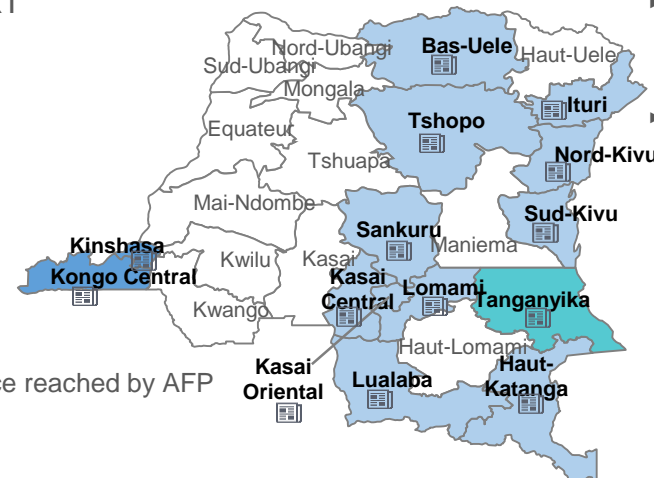 Nord-Ubangi
Bas-Uele
Haut-Uele
Sud-Ubangi
Mongala
Ituri
Equateur
Tshopo
Tshuapa
Nord-Kivu
Mai-Ndombe
Sankuru
Sud-Kivu
Kinshasa
Maniema
Kongo Central
Kwilu
Kasai
Kasai
Central
Lomami
Tanganyika
Kwango
Haut-Lomami
Kasai
Oriental
Lualaba
Haut-
Katanga
reached by AFP